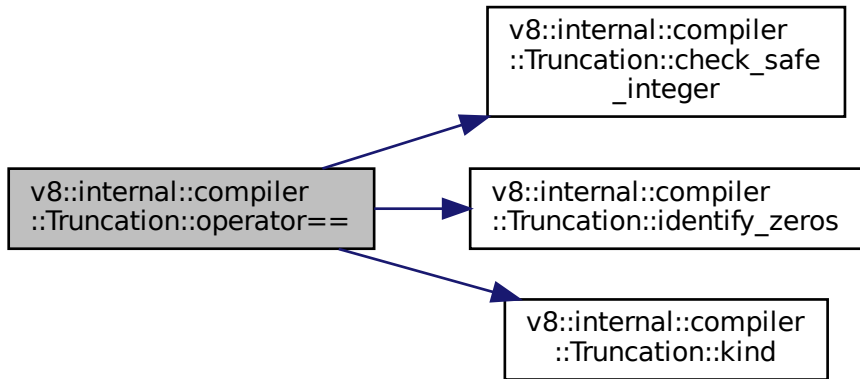 v8::internal::compiler
::Truncation::check_safe
_integer
v8::internal::compiler
::Truncation::operator==
v8::internal::compiler
::Truncation::identify_zeros
v8::internal::compiler
::Truncation::kind